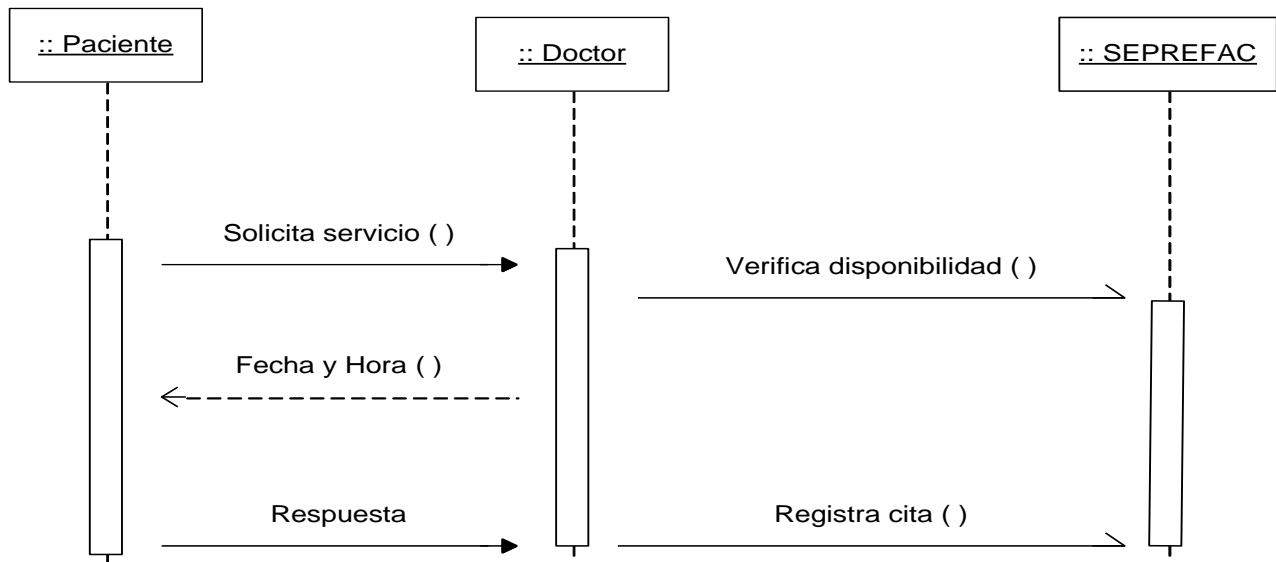 :: Paciente
:: Doctor
:: SEPREFAC
Solicita servicio ( )
Verifica disponibilidad ( )
Fecha y Hora ( )
Respuesta
Registra cita ( )